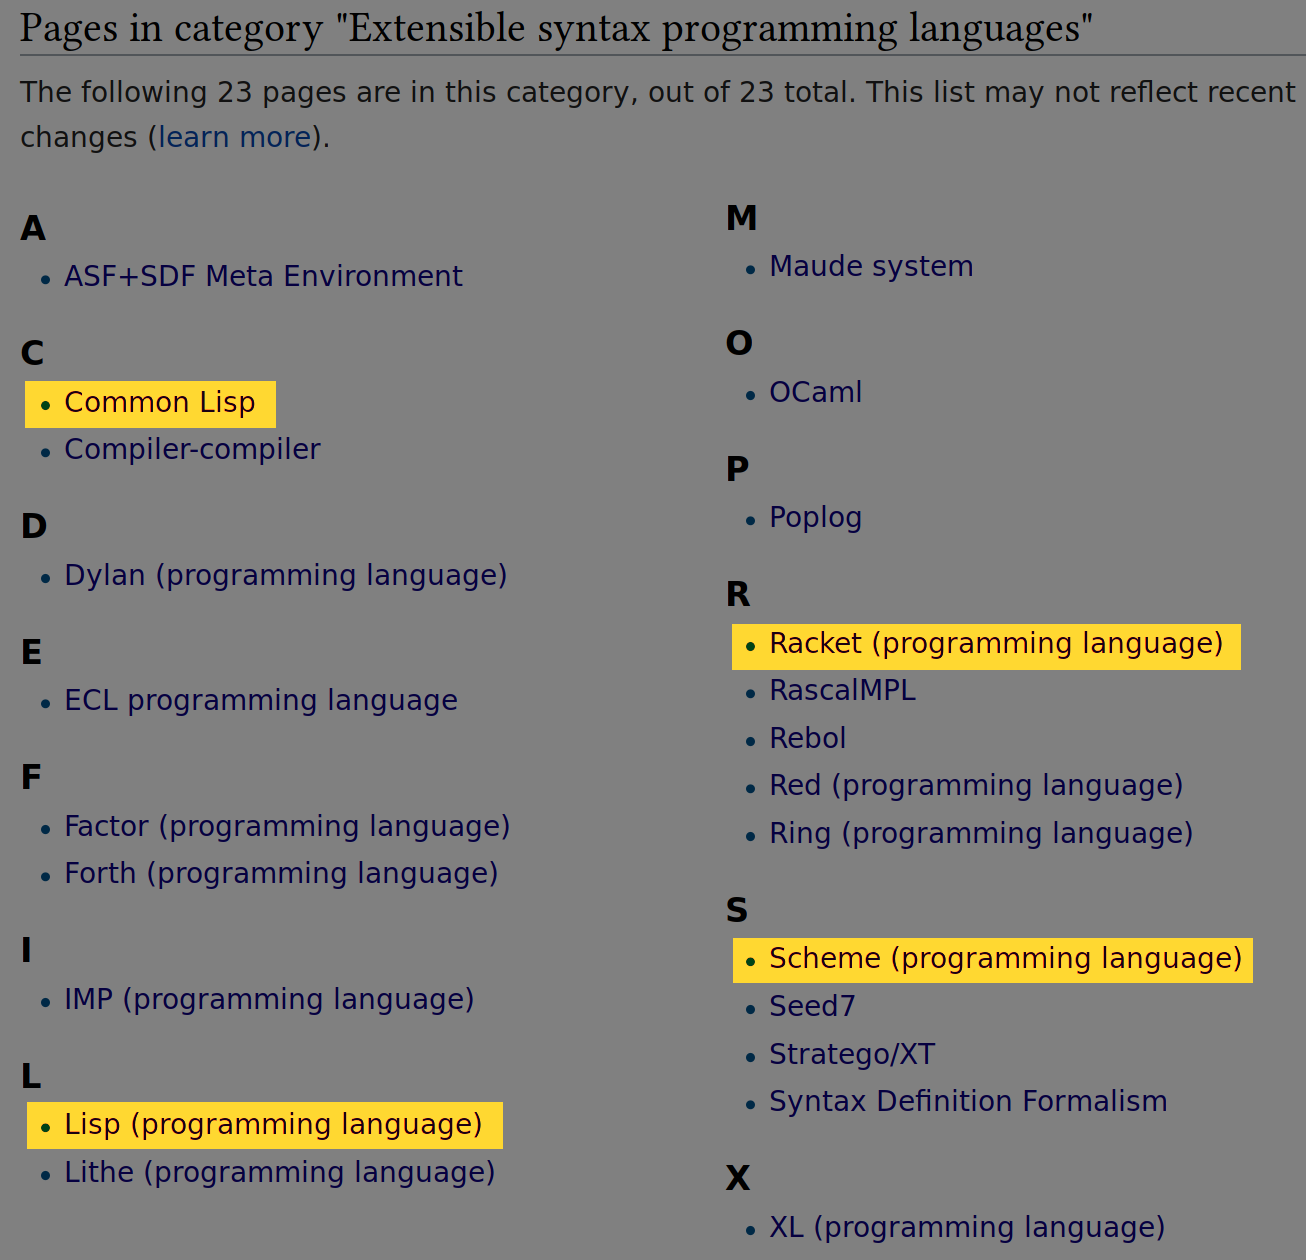 Pages in category "Extensible syntax programming languages"
The following 23 pages are in this category, out of 23 total. This list may not reflect recent
changes (learn more).
A
• ASF+SDF Meta Environment
C
• Common Lisp
• Compiler-compiler
D
• Dylan (programming language)
E
• ECL programming language
F
• Factor (programming language)
• Forth (programming language)
I
• IMP (programming language)
L
• Lisp (programming language)
• Lithe (programming language)
M
• Maude system
O
• OCaml
P
• Poplog
R
• Racket (programming language)
• RascalMPL
• Rebol
• Red (programming language)
• Ring (programming language)
S
• Scheme (programming language)
• Seed7
• Stratego/XT
• Syntax Definition Formalism
X
• XL (programming language)